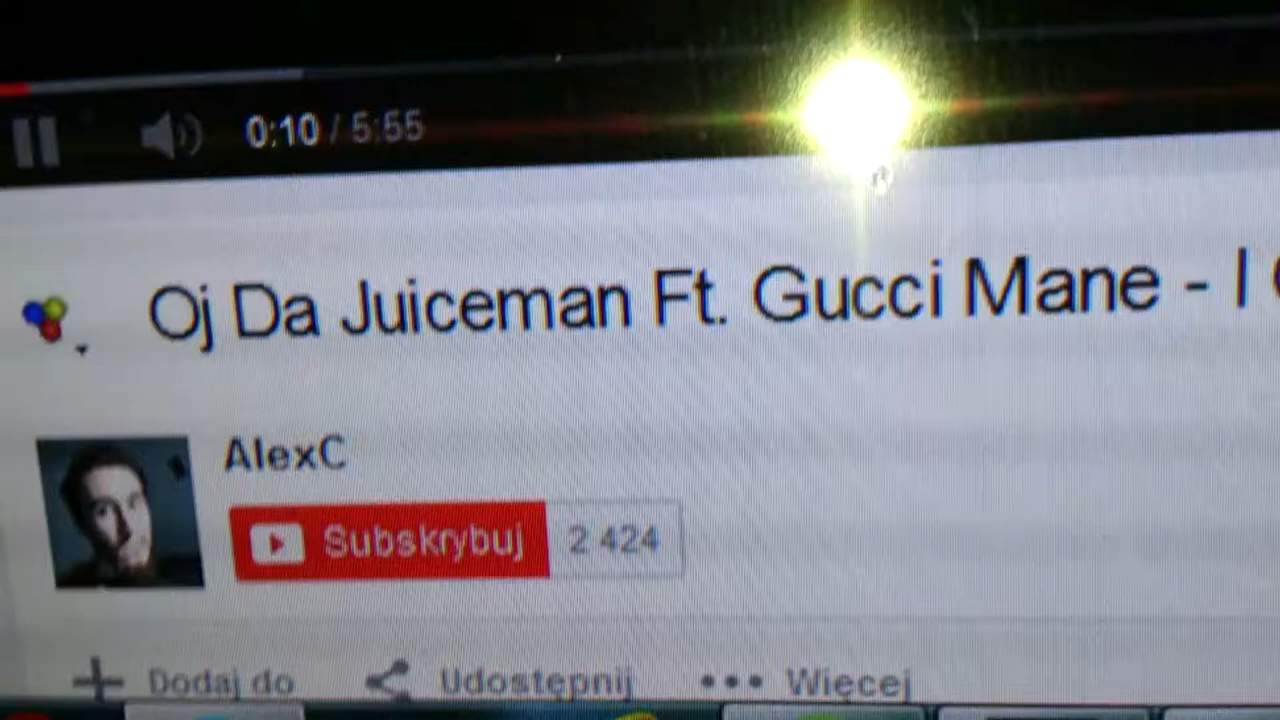 0:10 / 5:55
Oj Da Juiceman Ft. Gucci Mane - I
AlexC
Subskrybuj 2 424
Dodaj do Udostępnij Więcej